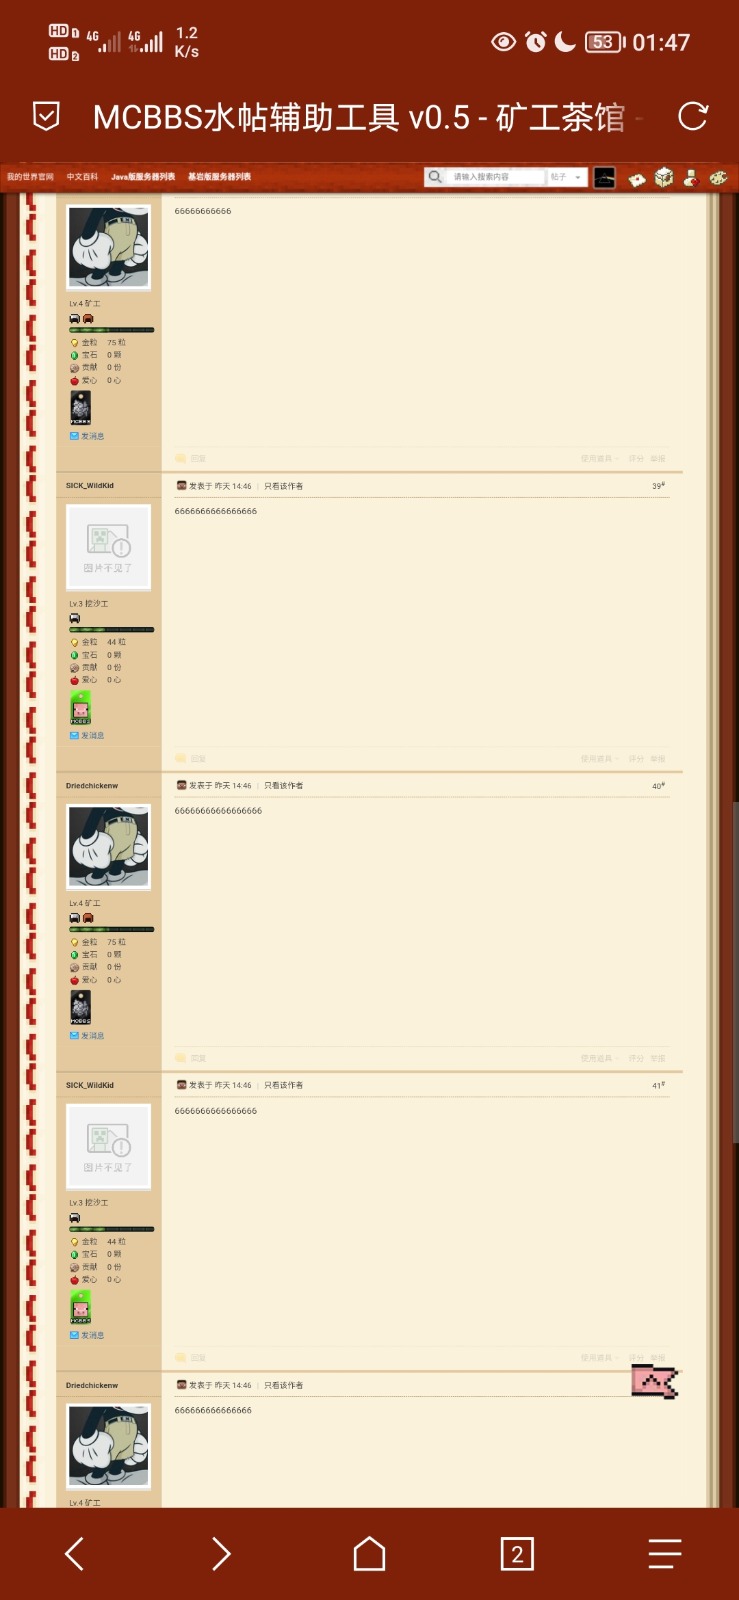 HD 1 4G 4G 1.2 53 01:47
HD 2 K/s
MCBBS水帖辅助工具 v0.5 - 矿工茶馆 -
我的世界官网 中文百科 Java版服务器列表 基岩版服务器列表 请输入搜索内容 帖子
66666666666
Lv.4 矿工
金粒 75 粒
宝石 0 颗
贡献 0 份
爱心 0 心
MCBBS
发消息
回复 使用道具 评分 举报
SICK_WildKid 发表于 昨天 14:46 | 只看该作者 39#
6666666666666666
图片不见了
Lv.3 挖沙工
金粒 44 粒
宝石 0 颗
贡献 0 份
爱心 0 心
MCBBS
发消息
回复 使用道具 评分 举报
Driedchickenw 发表于 昨天 14:46 | 只看该作者 40#
66666666666666666
Lv.4 矿工
金粒 75 粒
宝石 0 颗
贡献 0 份
爱心 0 心
MCBBS
发消息
回复 使用道具 评分 举报
SICK_WildKid 发表于 昨天 14:46 | 只看该作者 41#
6666666666666666
图片不见了
Lv.3 挖沙工
金粒 44 粒
宝石 0 颗
贡献 0 份
爱心 0 心
MCBBS
发消息
回复 使用道具 评分 举报
Driedchickenw 发表于 昨天 14:46 | 只看该作者
666666666666666
Lv.4 矿工
2